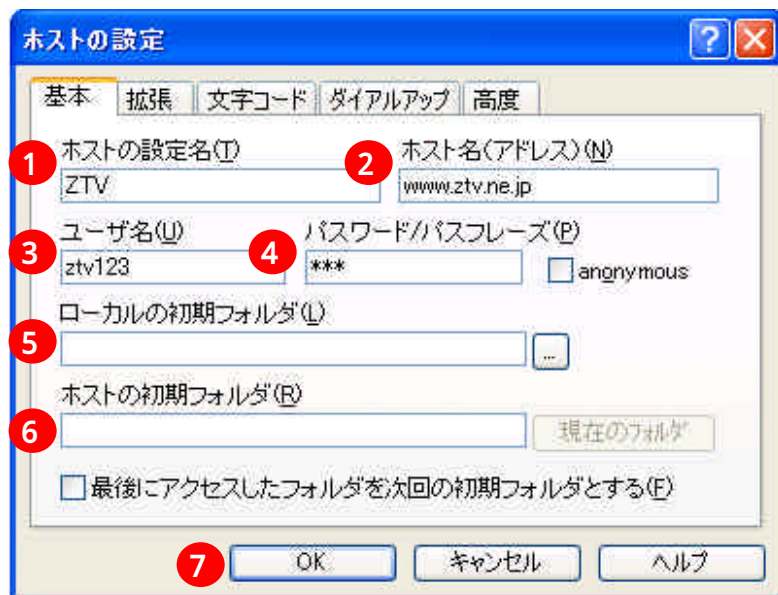 ホストの設定
基本 拡張 文字コード ダイアルアップ 高度
1 ホストの設定名(T) 2 ホスト名(アドレス)(N)
ZTV www.ztv.ne.jp
3 ユーザ名(U) 4 パスワード/パスフレーズ(P)
ztv123 *** anonymous
5 ローカルの初期フォルダ(L)
...
6 ホストの初期フォルダ(R)
現在のフォルダ
最後にアクセスしたフォルダを次回の初期フォルダとする(F)
7 OK キャンセル ヘルプ